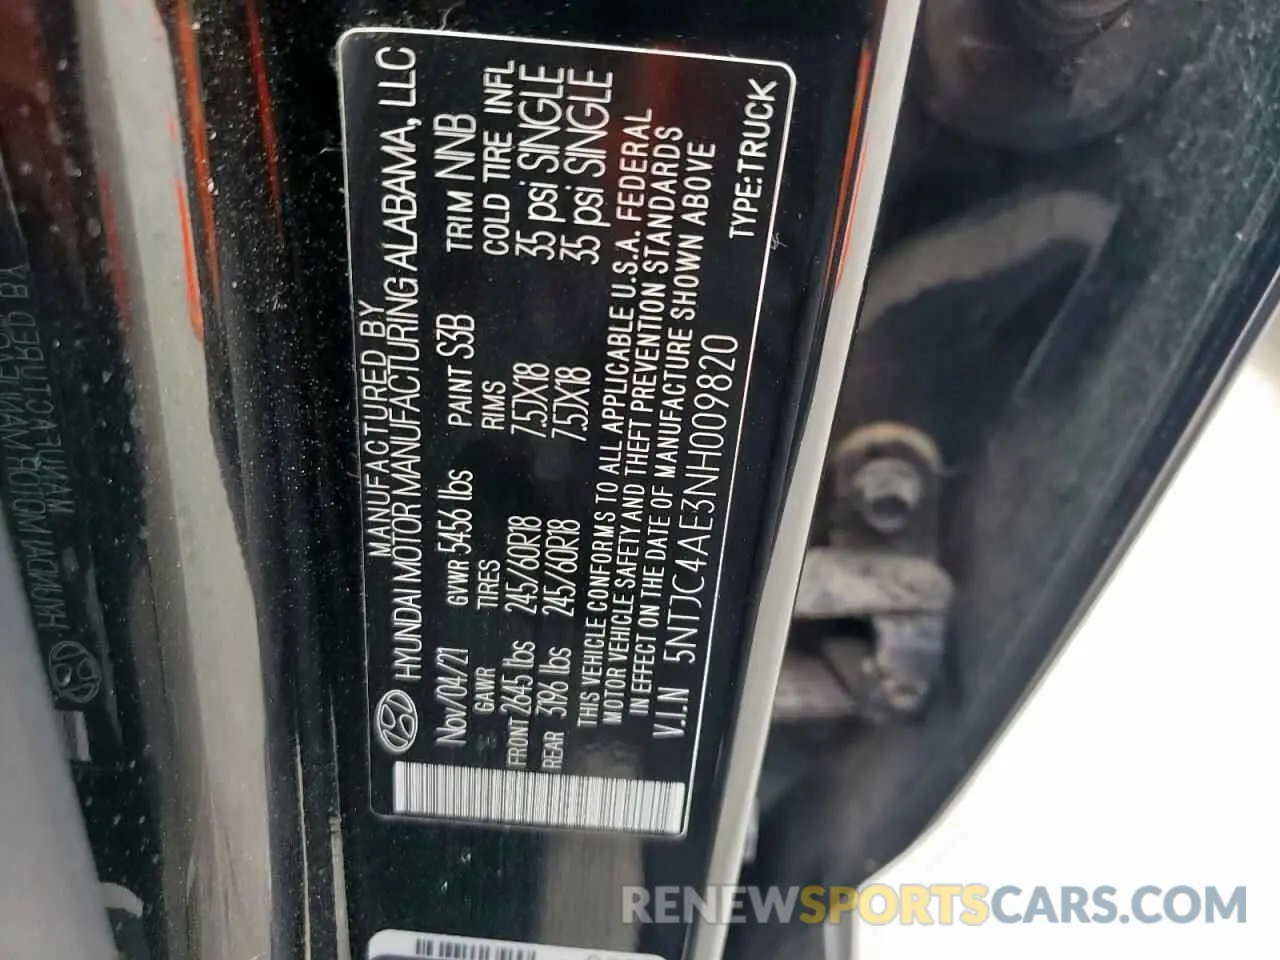 MANUFACTURED BY
HYUNDAI MOTOR MANUFACTURING ALABAMA, LLC
Nov/04/21 GVWR 5456 lbs PAINT S3B TRIM NNB
GAWR TIRES RIMS COLD TIRE INFL
FRONT 2645 lbs 245/60R18 7.5JX18 35 psi SINGLE
REAR 3196 lbs 245/60R18 7.5JX18 35 psi SINGLE
THIS VEHICLE CONFORMS TO ALL APPLICABLE U.S.A. FEDERAL
MOTOR VEHICLE SAFETY AND THEFT PREVENTION STANDARDS
IN EFFECT ON THE DATE OF MANUFACTURE SHOWN ABOVE
V.I.N 5NTJC4AE3NH009820 TYPE:TRUCK
MANUFACTURED BY
RENEWSPORTSCARS.COM